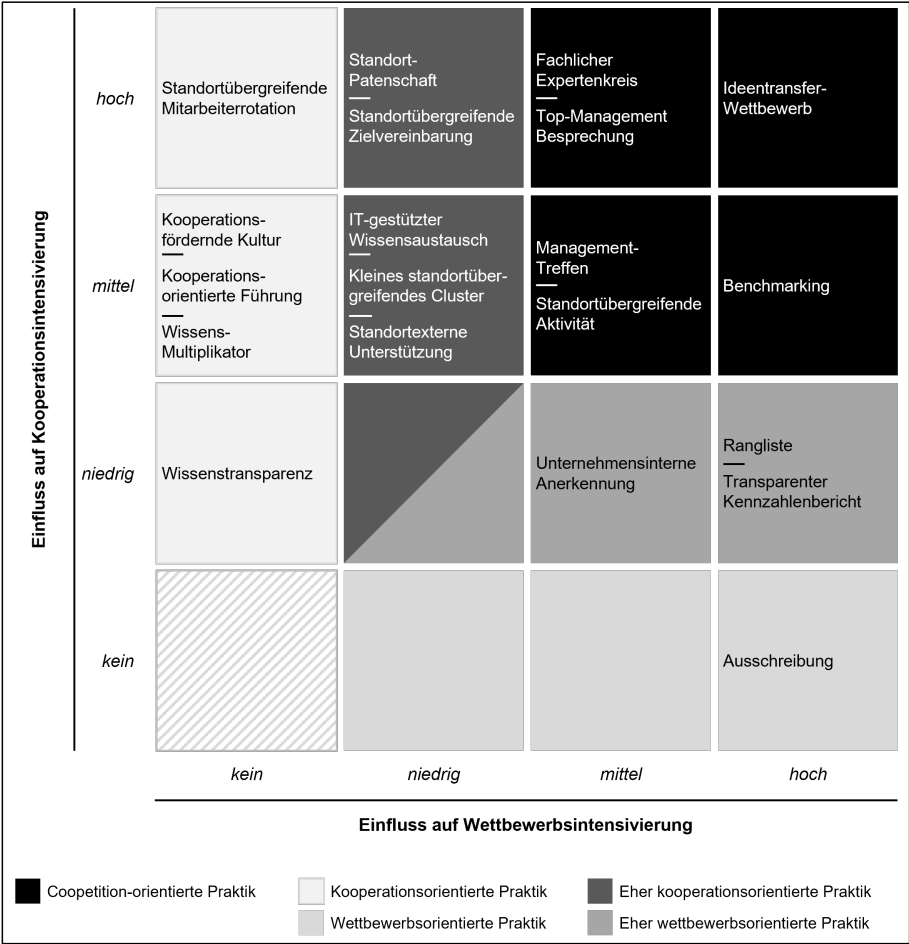 Einfluss auf Kooperationsintensivierung
hoch
Standortübergreifende
Mitarbeiterrotation
Standort-
Patenschaft
Standortübergreifende
Zielvereinbarung
Fachlicher
Expertenkreis
Top-Management
Besprechung
Ideentransfer-
Wettbewerb
mittel
Kooperations-
fördernde Kultur
Kooperations-
orientierte Führung
Wissens-
Multiplikator
IT-gestützter
Wissensaustausch
Kleines standortüber-
greifendes Cluster
Standortexterne
Unterstützung
Management-
Treffen
Standortübergreifende
Aktivität
Benchmarking
niedrig
Wissenstransparenz
Unternehmensinterne
Anerkennung
Rangliste
Transparenter
Kennzahlenbericht
kein
Ausschreibung
kein
niedrig
mittel
hoch
Einfluss auf Wettbewerbsintensivierung
Coopetition-orientierte Praktik
Kooperationsorientierte Praktik
Eher kooperationsorientierte Praktik
Wettbewerbsorientierte Praktik
Eher wettbewerbsorientierte Praktik